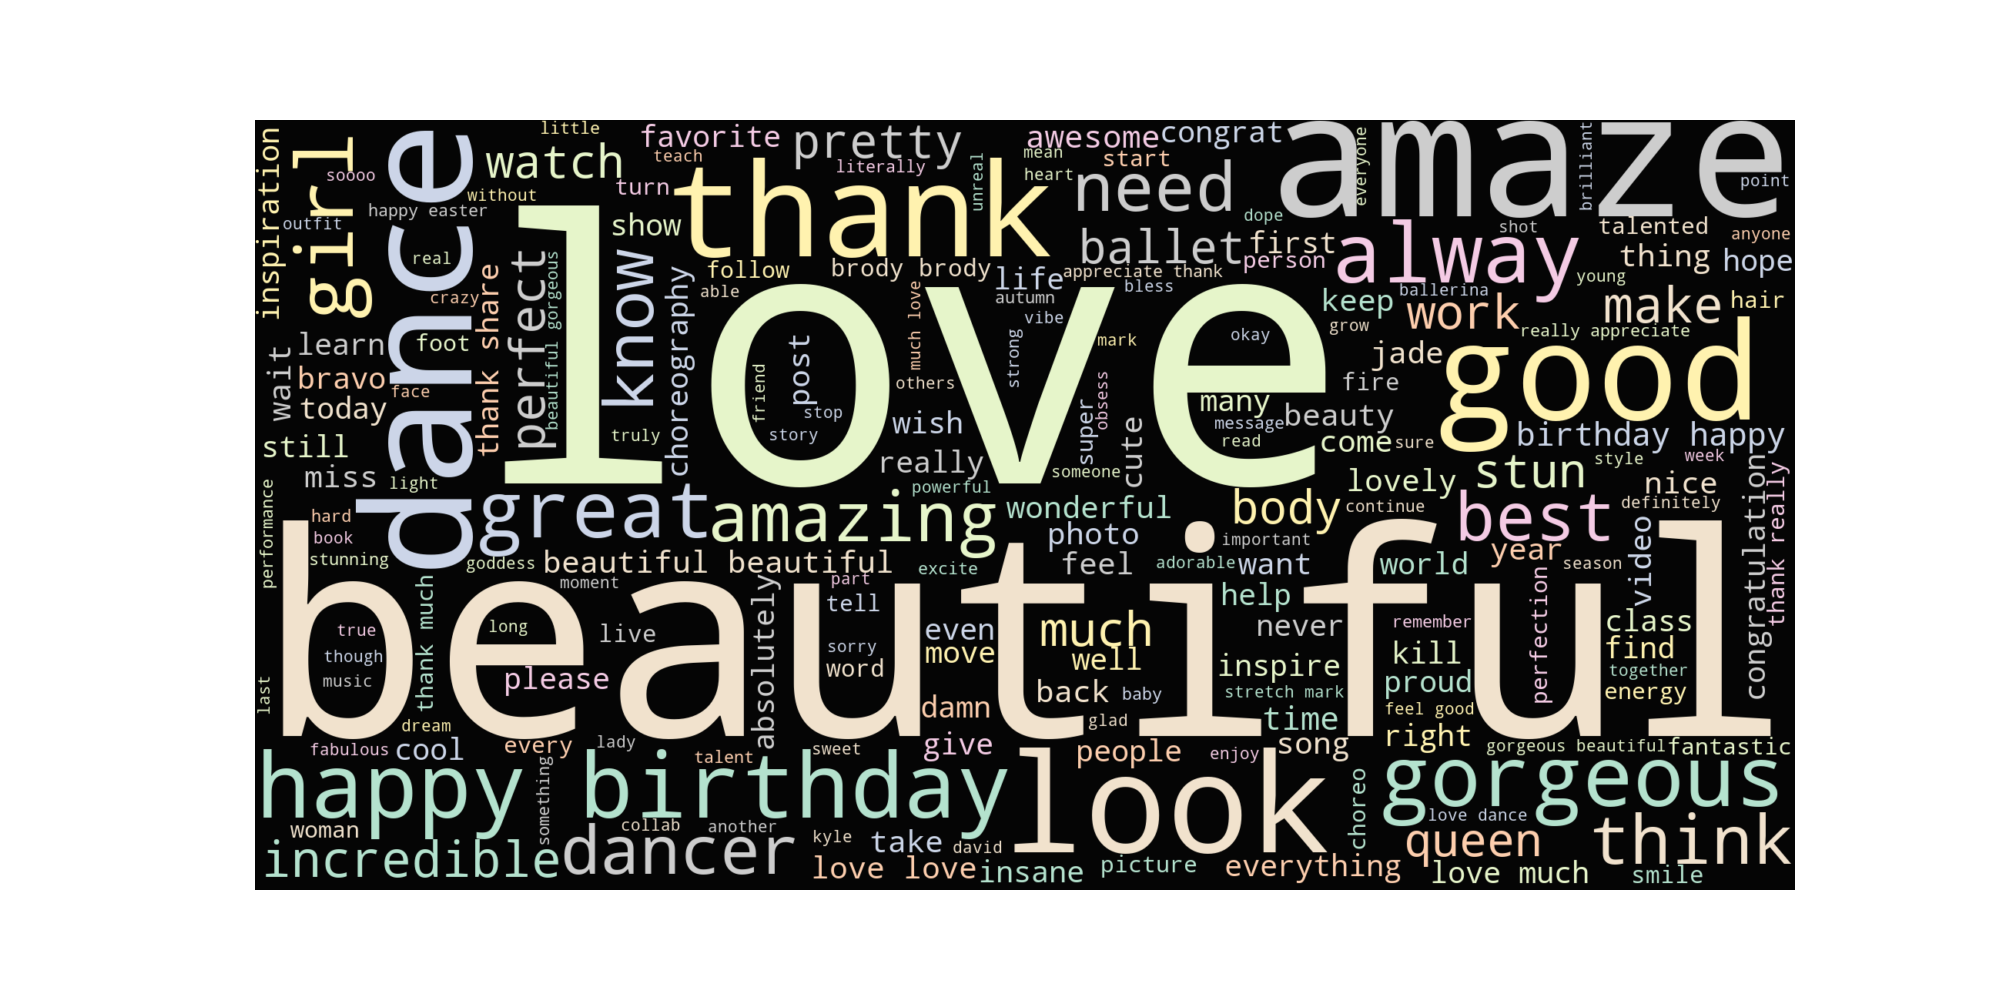 little
favorite
pretty
awesome
congrat
amaze
inspiration
girl
soooo
dance
watch
teach
literally
mean
start
everyone
brilliant
point
without
turn
thank
unreal
heart
need
outfit
happy easter
show
love
dope
shot
talented
anyone
real
perfect
beautiful gorgeous
know
choreography
follow
brody brody
life
appreciate thank
ballet
first
person
alway
thing
hope
crazy
thank share
able
much love
autumn
bless
vibe
keep
ballerina
young
work
make
hair
wait
learn
foot
post
strong
mark
okay
grow
really appreciate
bravo
face
today
friend
stop
others
obsess
jade
fire
good
many
message
beauty
still
truly
story
wish
super
cute
read
come
sure
birthday happy
miss
light
really
someone
powerful
lovely
stun
style
week
nice
performance
hard
great
amazing
wonderful
body
continue
best
definitely
congratulation
thank really
book
stunning
goddess
beautiful beautiful
excite
photo
feel
important
adorable
want
world
year
season
video
beautiful
thank much
moment
absolutely
part
tell
help
true
long
live
even
much
never
remember
perfection
class
though
sorry
move
well
inspire
kill
find
together
music
please
word
back
baby
stretch mark
proud
energy
last
dream
damn
glad
time
feel good
right
fabulous
cool
every
lady
talent
sweet
give
people
enjoy
song
gorgeous beautiful
fantastic
happy birthday
something
look
choreo
gorgeous
woman
collab
another
kyle
take
david
love dance
queen
think
incredible
dancer
love love
insane
picture
everything
love much
smile